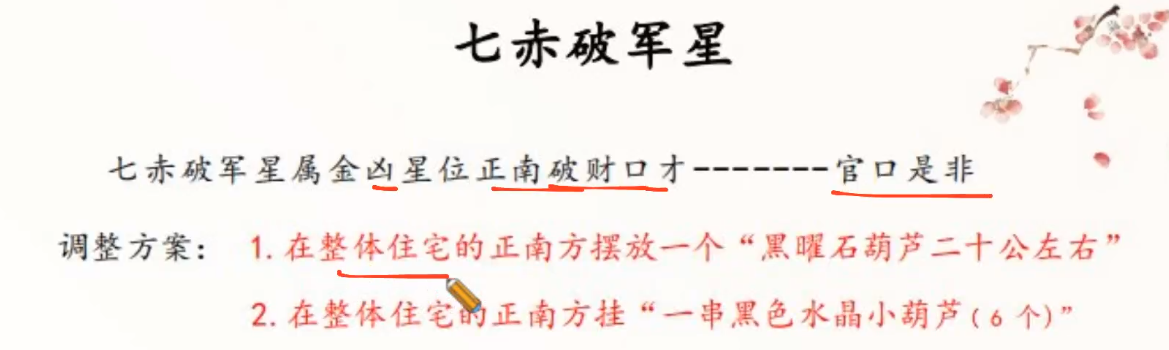 七赤破军星
七赤破军星属金凶星位正南破财口才-------官口是非
调整方案： 1. 在整体住宅的正南方摆放一个“黑曜石葫芦二十公左右”
2. 在整体住宅的正南方挂“一串黑色水晶小葫芦(6 个)”